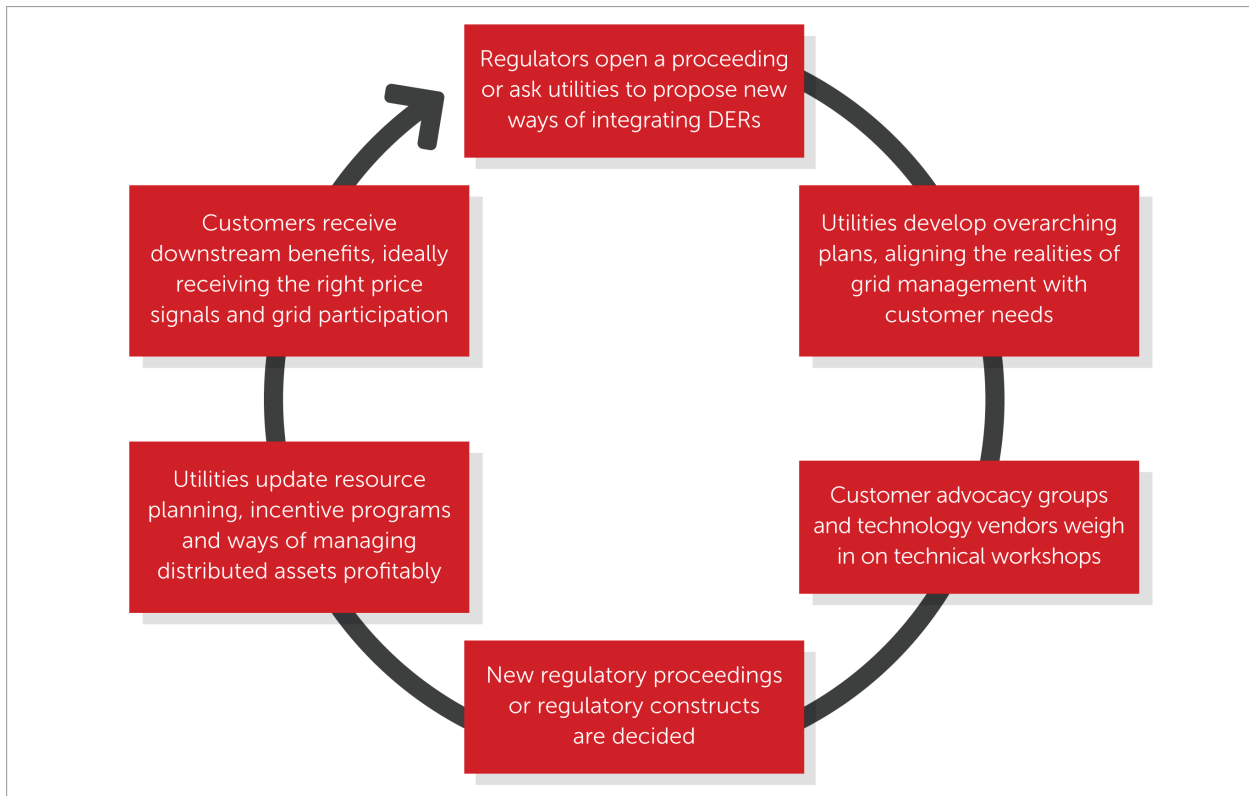 Regulators open a proceeding
or ask utilities to propose new
ways of integrating DERs
Utilities develop overarching
plans, aligning the realities of
grid management with
customer needs
Customer advocacy groups
and technology vendors weigh
in on technical workshops
New regulatory proceedings
or regulatory constructs
are decided
Utilities update resource
planning, incentive programs
and ways of managing
distributed assets profitably
Customers receive
downstream benefits, ideally
receiving the right price
signals and grid participation